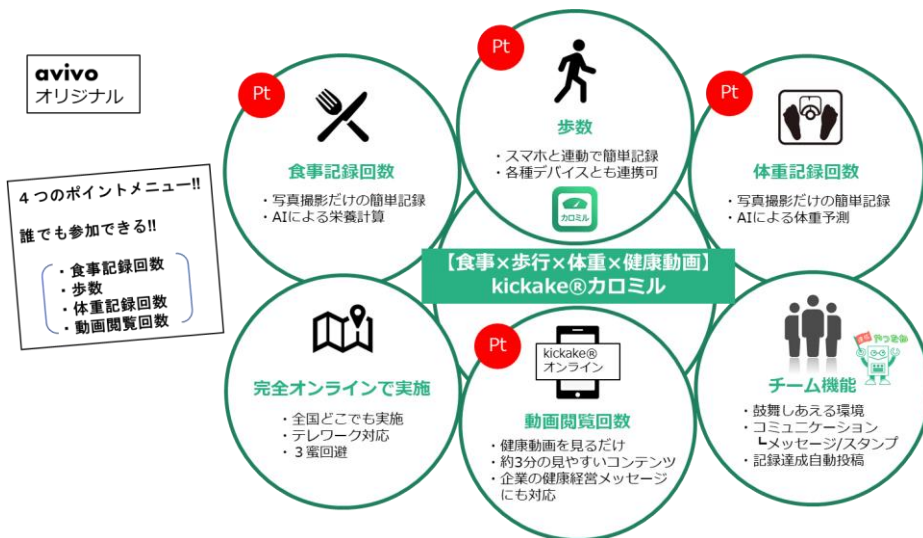 avivo
オリジナル
4つのポイントメニュー!!
誰でも参加できる!!
・食事記録回数
・歩数
・体重記録回数
・動画閲覧回数
Pt
食事記録回数
・写真撮影だけの簡単記録
・AIによる栄養計算
Pt
歩数
・スマホと連動で簡単記録
・各種デバイスとも連携可
カロミル
Pt
体重記録回数
・写真撮影だけの簡単記録
・AIによる体重予測
【食事×歩行×体重×健康動画】
kickake®カロミル
完全オンラインで実施
・全国どこでも実施
・テレワーク対応
・３蜜回避
Pt
kickake®
オンライン
動画閲覧回数
・健康動画を見るだけ
・約3分の見やすいコンテンツ
・企業の健康経営メッセージ
にも対応
やったね
チーム機能
・鼓舞しあえる環境
・コミュニケーション
┗メッセージ/スタンプ
・記録達成自動投稿